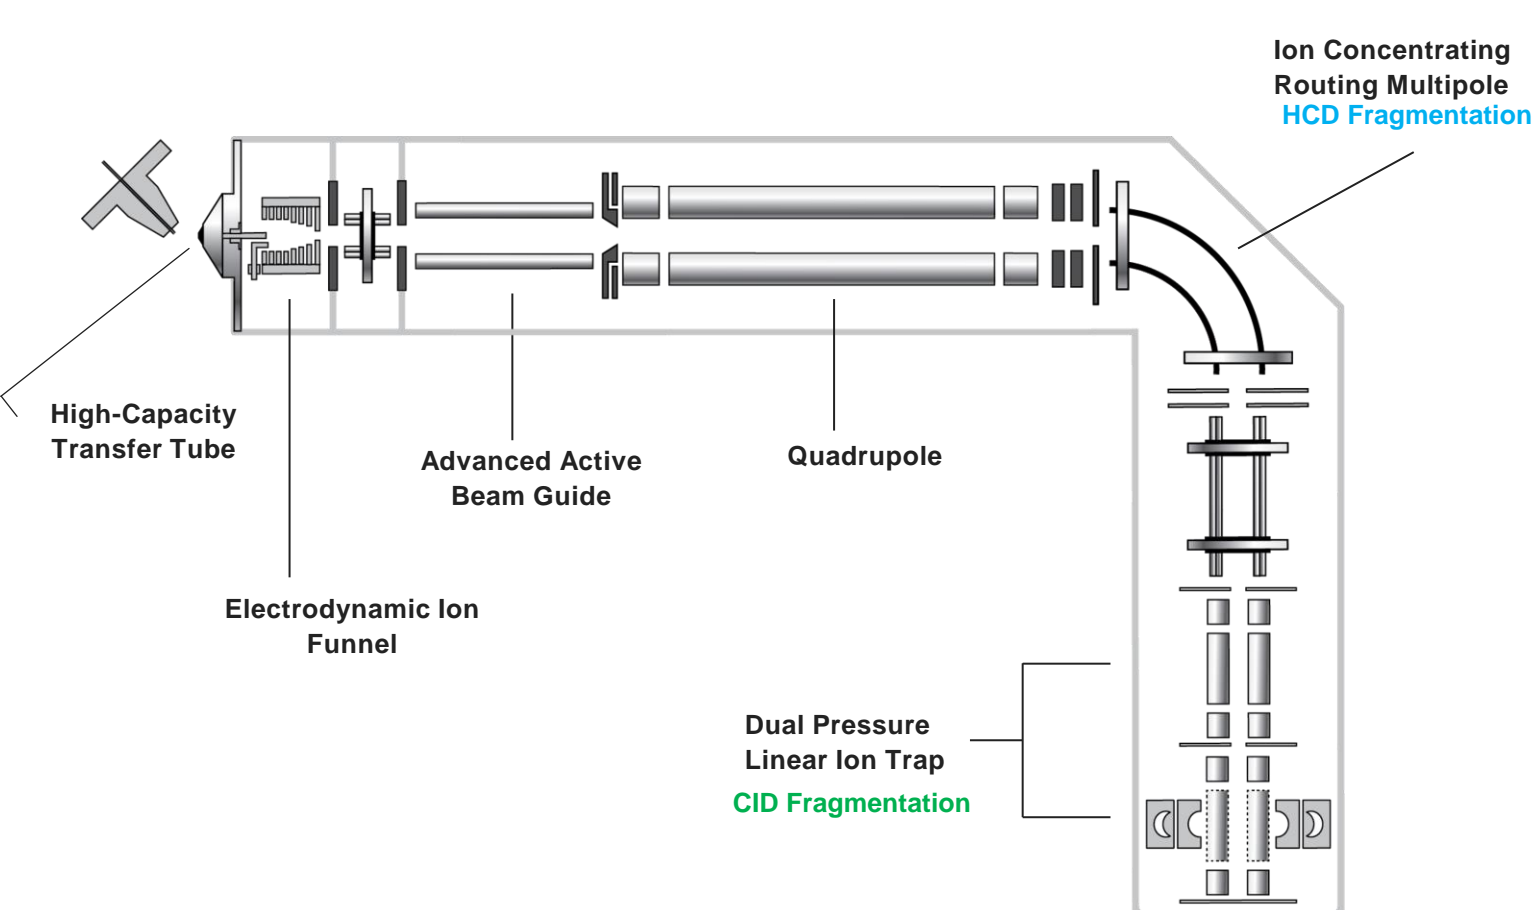 Ion Concentrating
Routing Multipole
HCD Fragmentation
High-Capacity
Transfer Tube
Advanced Active
Beam Guide
Quadrupole
Electrodynamic Ion
Funnel
Dual Pressure
Linear Ion Trap
CID Fragmentation